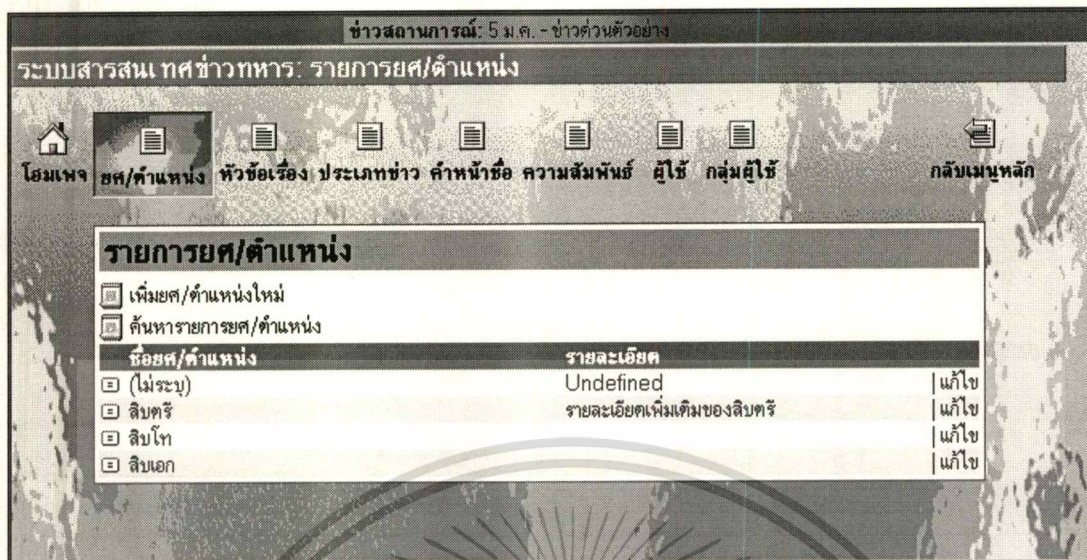 ข่าวสถานการณ์: 5 ม.ค. - ข่าวด่วนตัวอย่าง
ระบบสารสนเทศข่าวทหาร: รายการยศ/ตำแหน่ง
โฮมเพจ ยศ/ตำแหน่ง หัวข้อเรื่อง ประเภทข่าว คำหน้าชื่อ ความสัมพันธ์ ผู้ใช้ กลุ่มผู้ใช้ กลับเมนูหลัก
รายการยศ/ตำแหน่ง
เพิ่มยศ/ตำแหน่งใหม่
ค้นหารายการยศ/ตำแหน่ง
ชื่อยศ/ตำแหน่ง รายละเอียด
(ไม่ระบุ) Undefined | แก้ไข
สิบตรี รายละเอียดเพิ่มเติมของสิบตรี | แก้ไข
สิบโท | แก้ไข
สิบเอก | แก้ไข